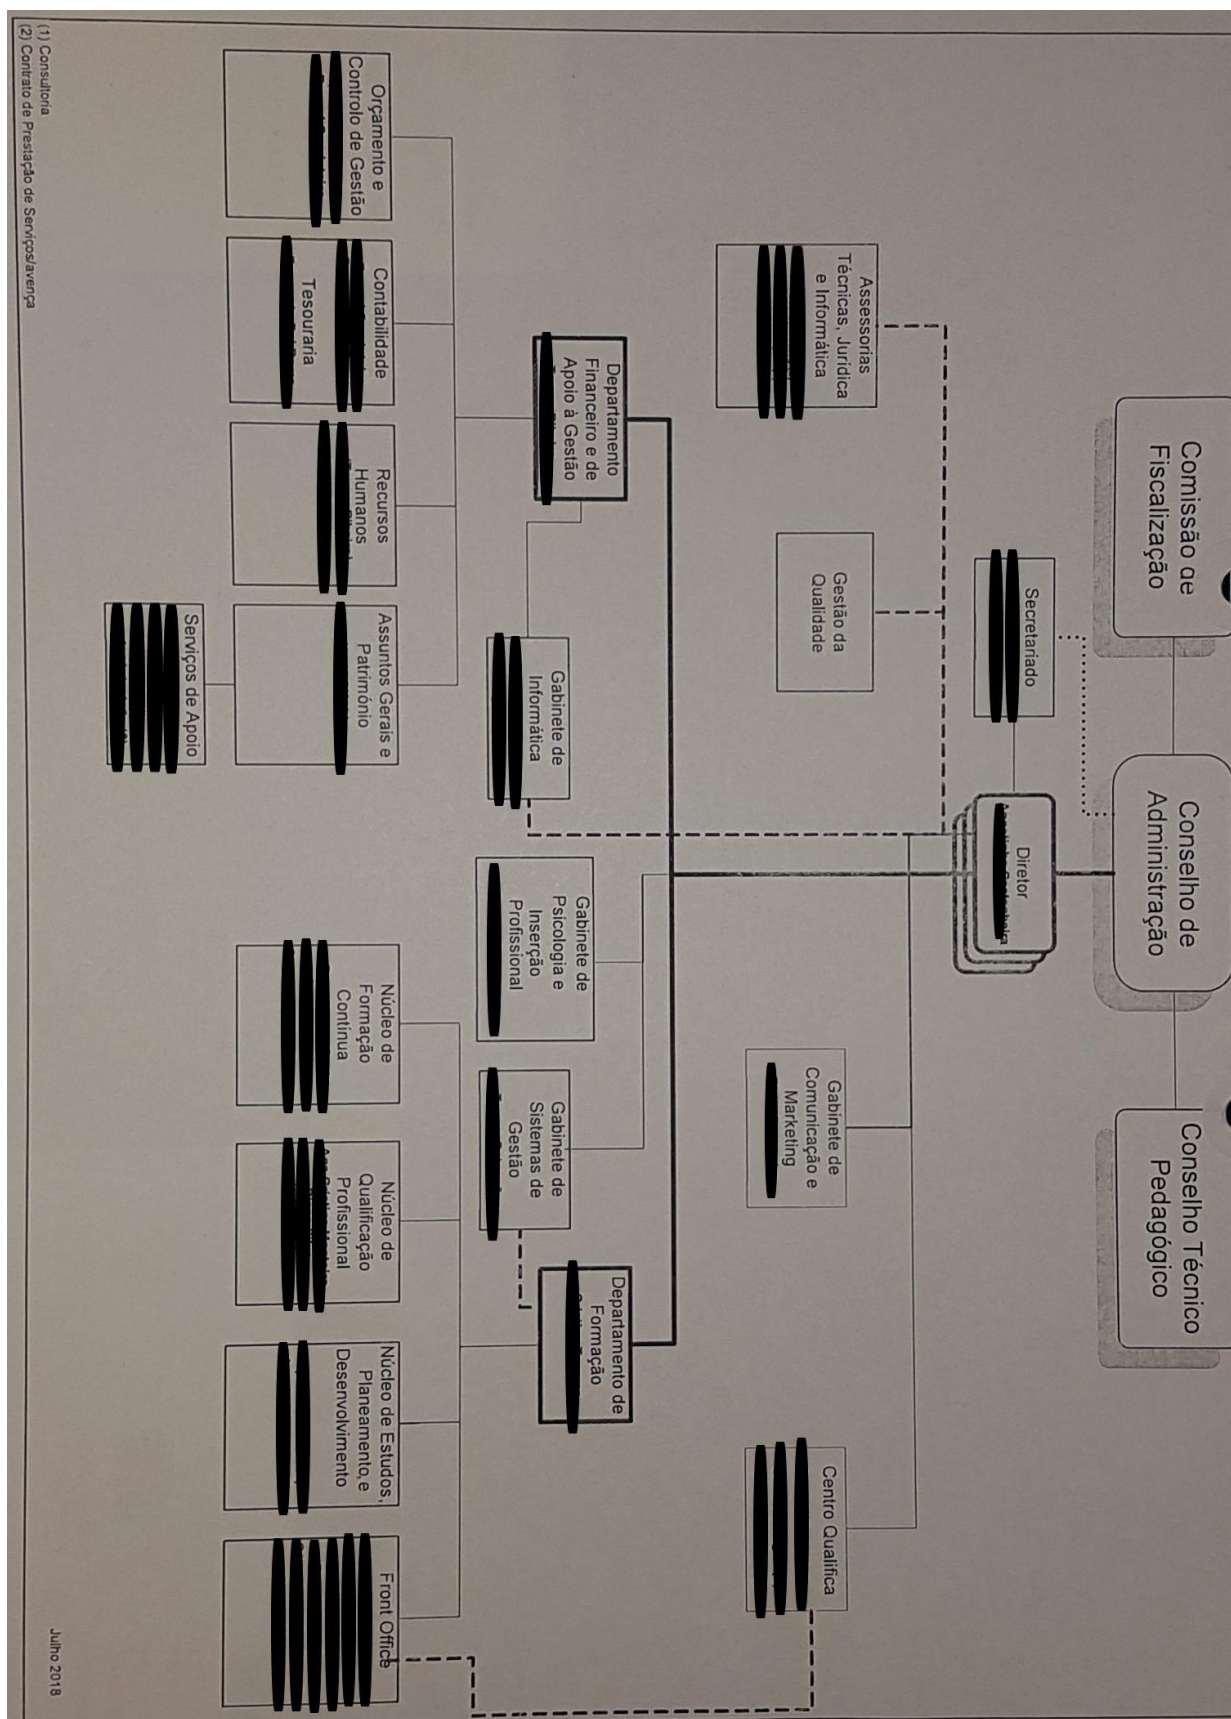 Comissão de
Fiscalização
Conselho de
Administração
Conselho Técnico
Pedagógico
Secretariado
Diretor
Assessorias
Técnicas, Jurídica
e Informática
Gestão da
Qualidade
Gabinete de
Comunicação e
Marketing
Centro Qualifica
Departamento
Financeiro e de
Apoio à Gestão
Gabinete de
Informática
Gabinete de
Psicologia e
Inserção
Profissional
Gabinete de
Sistemas de
Gestão
Departamento de
Formação
Orçamento e
Controlo de Gestão
Contabilidade
Tesouraria
Recursos
Humanos
Assuntos Gerais e
Património
Serviços de Apoio
Núcleo de
Formação
Contínua
Núcleo de
Qualificação
Profissional
Núcleo de Estudos,
Planeamento,e
Desenvolvimento
Front Office
(1) Consultoria
(2) Contrato de Prestação de Serviços/avença
Julho 2018